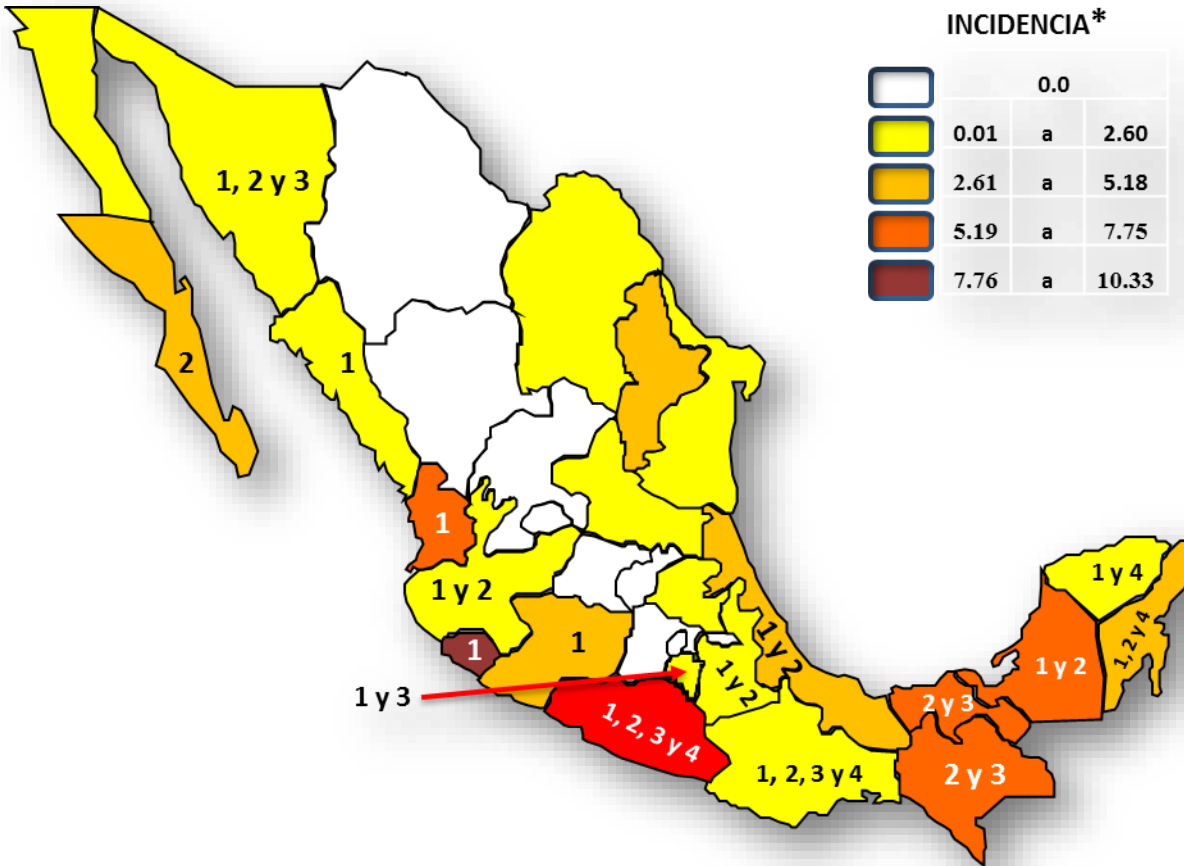 INCIDENCIA*
0.0
0.01 a 2.60
2.61 a 5.18
5.19 a 7.75
7.76 a 10.33
1, 2 y 3
2
1
1
1 y 2
1
1
1 y 3
1, 2, 3 y 4
1 y 2
1 y 2
1, 2, 3 y 4
2 y 3
2 y 3
1 y 2
1 y 4
1, 2 y 4